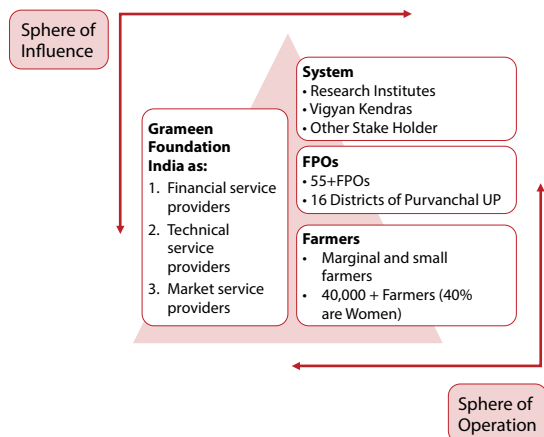 Sphere of
Influence
System
• Research Institutes
• Vigyan Kendras
• Other Stake Holder
Grameen
Foundation
India as:
1. Financial service
providers
2. Technical
service
providers
3. Market service
providers
FPOs
• 55+FPOs
• 16 Districts of Purvanchal UP
Farmers
• Marginal and small
farmers
• 40,000 + Farmers (40%
are Women)
Sphere of
Operation